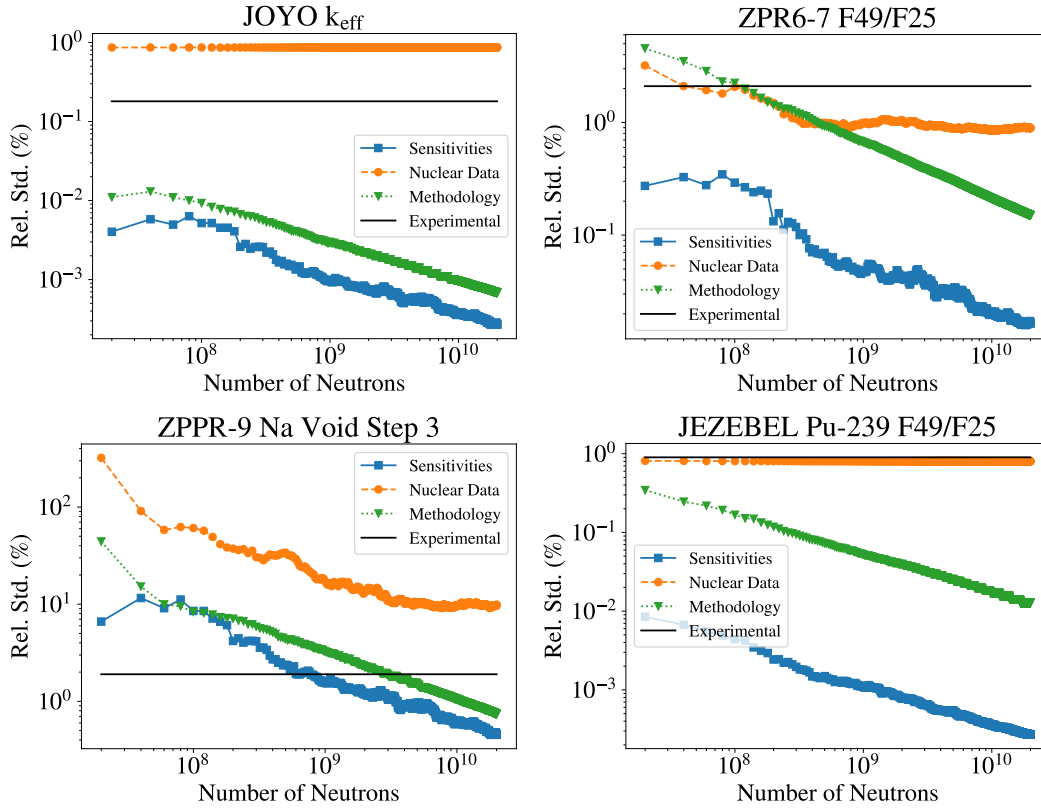 JOYO k_eff
10^0
10^-1
10^-2
10^-3
Rel. Std. (%)
Sensitivities
Nuclear Data
Methodology
Experimental
10^8
10^9
10^10
Number of Neutrons
ZPR6-7 F49/F25
10^0
10^-1
Rel. Std. (%)
Sensitivities
Nuclear Data
Methodology
Experimental
10^8
10^9
10^10
Number of Neutrons
ZPPR-9 Na Void Step 3
10^2
10^1
10^0
Rel. Std. (%)
Sensitivities
Nuclear Data
Methodology
Experimental
10^8
10^9
10^10
Number of Neutrons
JEZEBEL Pu-239 F49/F25
10^0
10^-1
10^-2
10^-3
Rel. Std. (%)
Sensitivities
Nuclear Data
Methodology
Experimental
10^8
10^9
10^10
Number of Neutrons